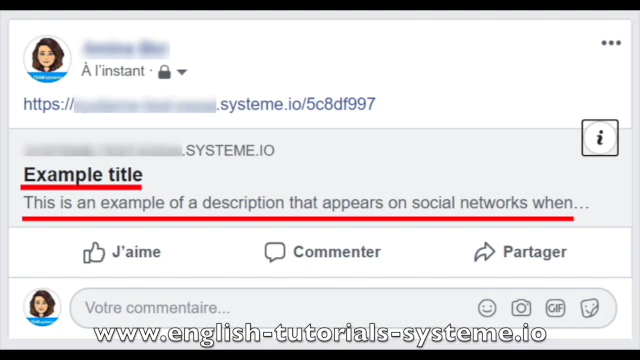 À l'instant ·
https:// .systeme.io/5c8df997
.SYSTEME.IO
i
Example title
This is an example of a description that appears on social networks when...
J'aime
Commenter
Partager
Votre commentaire...
GIF
www.english-tutorials-systeme.io